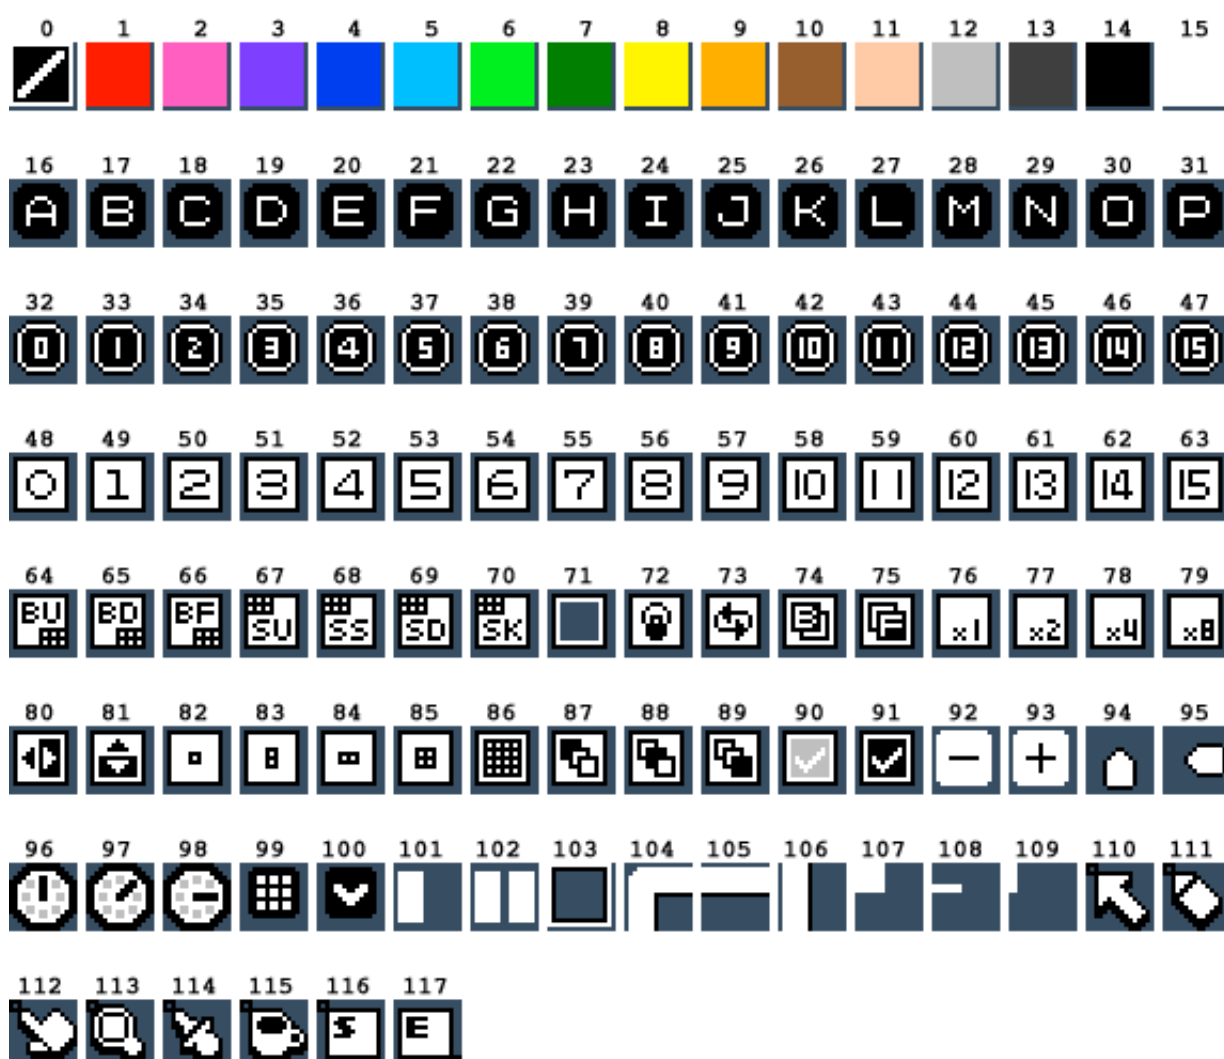 0 1 2 3 4 5 6 7 8 9 10 11 12 13 14 15
16 17 18 19 20 21 22 23 24 25 26 27 28 29 30 31
A B C D E F G H I J K L M N O P
32 33 34 35 36 37 38 39 40 41 42 43 44 45 46 47
0 1 2 3 4 5 6 7 8 9 10 11 12 13 14 15
48 49 50 51 52 53 54 55 56 57 58 59 60 61 62 63
0 1 2 3 4 5 6 7 8 9 10 11 12 13 14 15
64 65 66 67 68 69 70 71 72 73 74 75 76 77 78 79
BU BD BF SU SS SD SK B F x1 x2 x4 x8
80 81 82 83 84 85 86 87 88 89 90 91 92 93 94 95
− +
96 97 98 99 100 101 102 103 104 105 106 107 108 109 110 111
112 113 114 115 116 117
S E